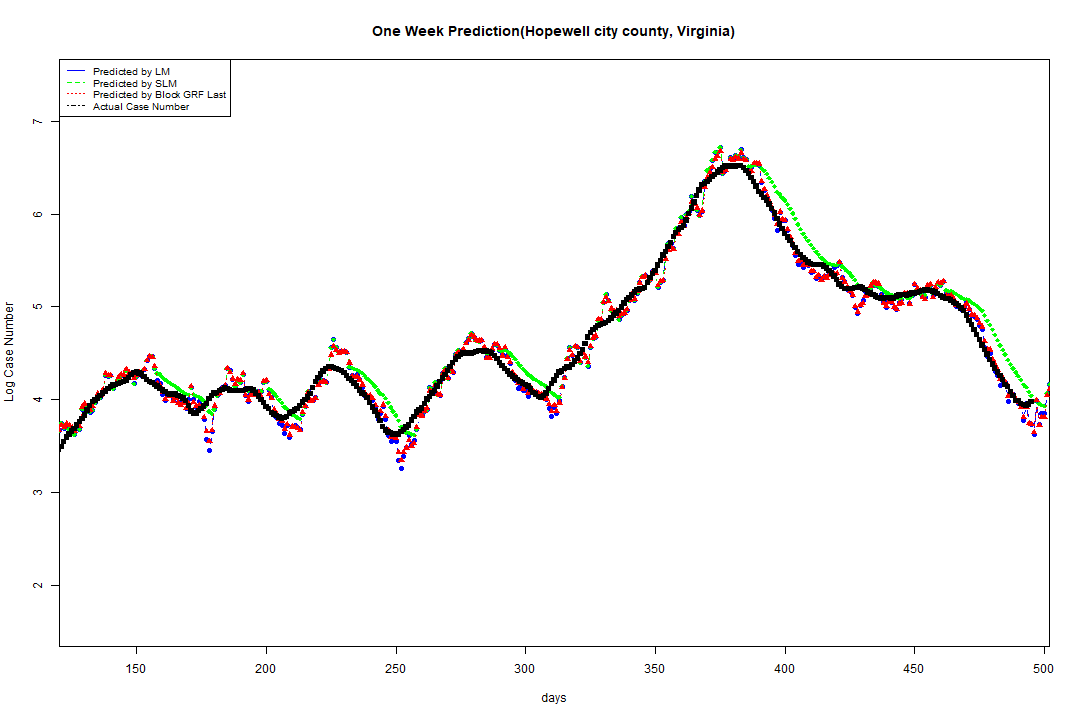 One Week Prediction(Hopewell city county, Virginia)
Predicted by LM
Predicted by SLM
Predicted by Block GRF Last
Actual Case Number
7
6
5
4
3
2
Log Case Number
150 200 250 300 350 400 450 500
days